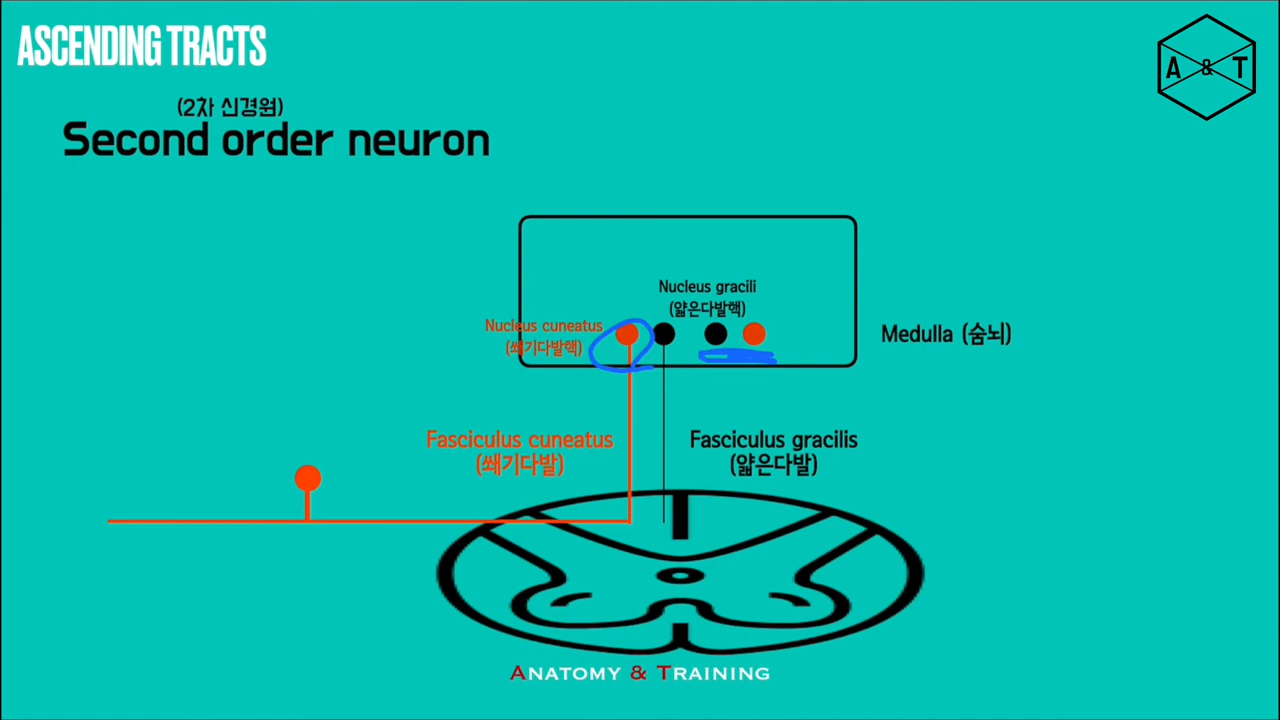 ASCENDING TRACTS
A & T
(2차 신경원)
Second order neuron
Nucleus gracili
(얇은다발핵)
Nucleus cuneatus
(쐐기다발핵)
Medulla (숨뇌)
Fasciculus cuneatus
(쐐기다발)
Fasciculus gracilis
(얇은다발)
ANATOMY & TRAINING